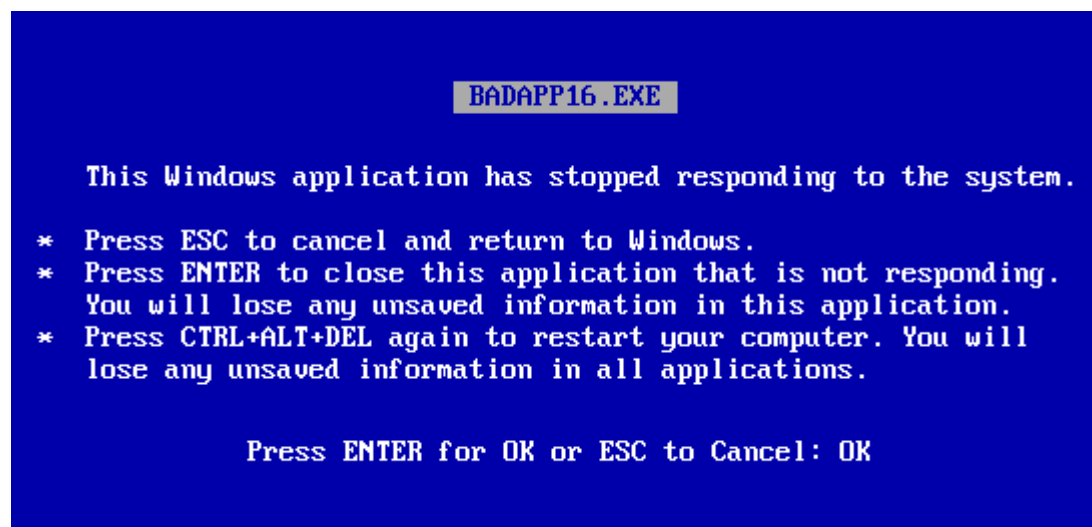 BADAPP16.EXE
This Windows application has stopped responding to the system.
* Press ESC to cancel and return to Windows.
* Press ENTER to close this application that is not responding.
You will lose any unsaved information in this application.
* Press CTRL+ALT+DEL again to restart your computer. You will
lose any unsaved information in all applications.
Press ENTER for OK or ESC to Cancel: OK